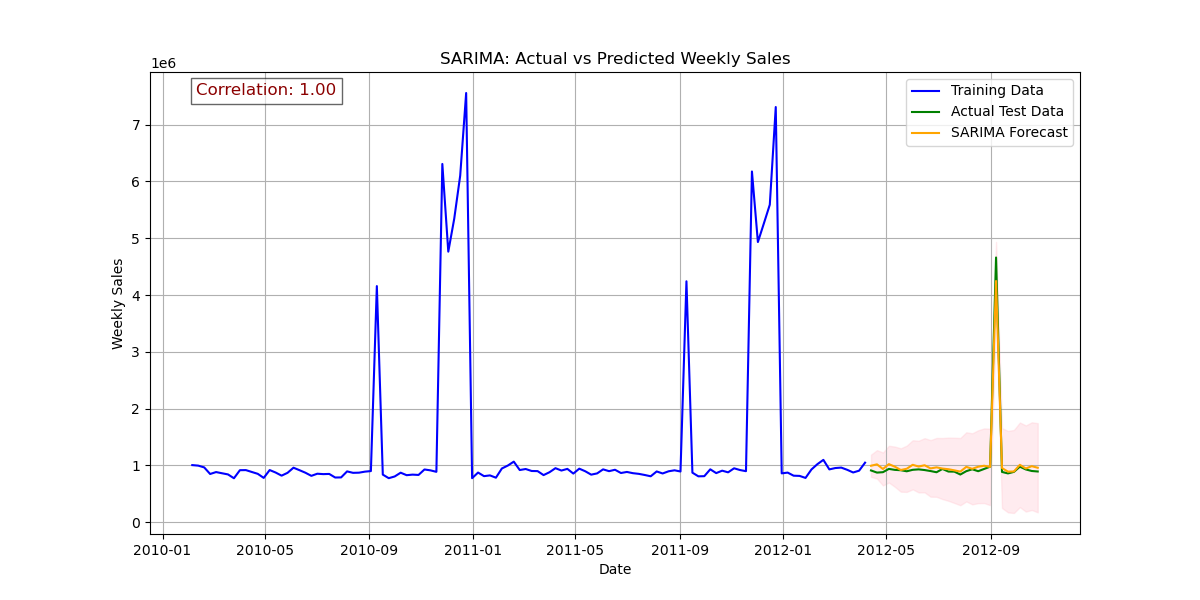 SARIMA: Actual vs Predicted Weekly Sales
1e6
Correlation: 1.00
Training Data
Actual Test Data
SARIMA Forecast
7
6
5
4
3
2
1
0
Weekly Sales
2010-01 2010-05 2010-09 2011-01 2011-05 2011-09 2012-01 2012-05 2012-09
Date